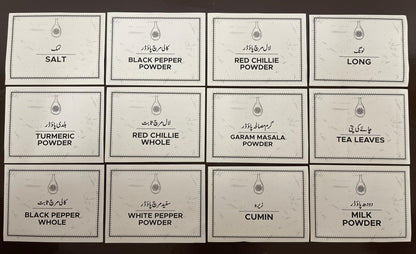 نمک
SALT
کالی مرچ پاؤڈر
BLACK PEPPER
POWDER
لال مرچ پاؤڈر
RED CHILLIE
POWDER
لونگ
LONG
ہلدی پاؤڈر
TURMERIC
POWDER
لال مرچ ثابت
RED CHILLIE
WHOLE
گرم مصالحہ پاؤڈر
GARAM MASALA
POWDER
چائے کی پتی
TEA LEAVES
کالی مرچ ثابت
BLACK PEPPER
WHOLE
سفید مرچ پاؤڈر
WHITE PEPPER
POWDER
زیرہ
CUMIN
دودھ پاؤڈر
MILK
POWDER